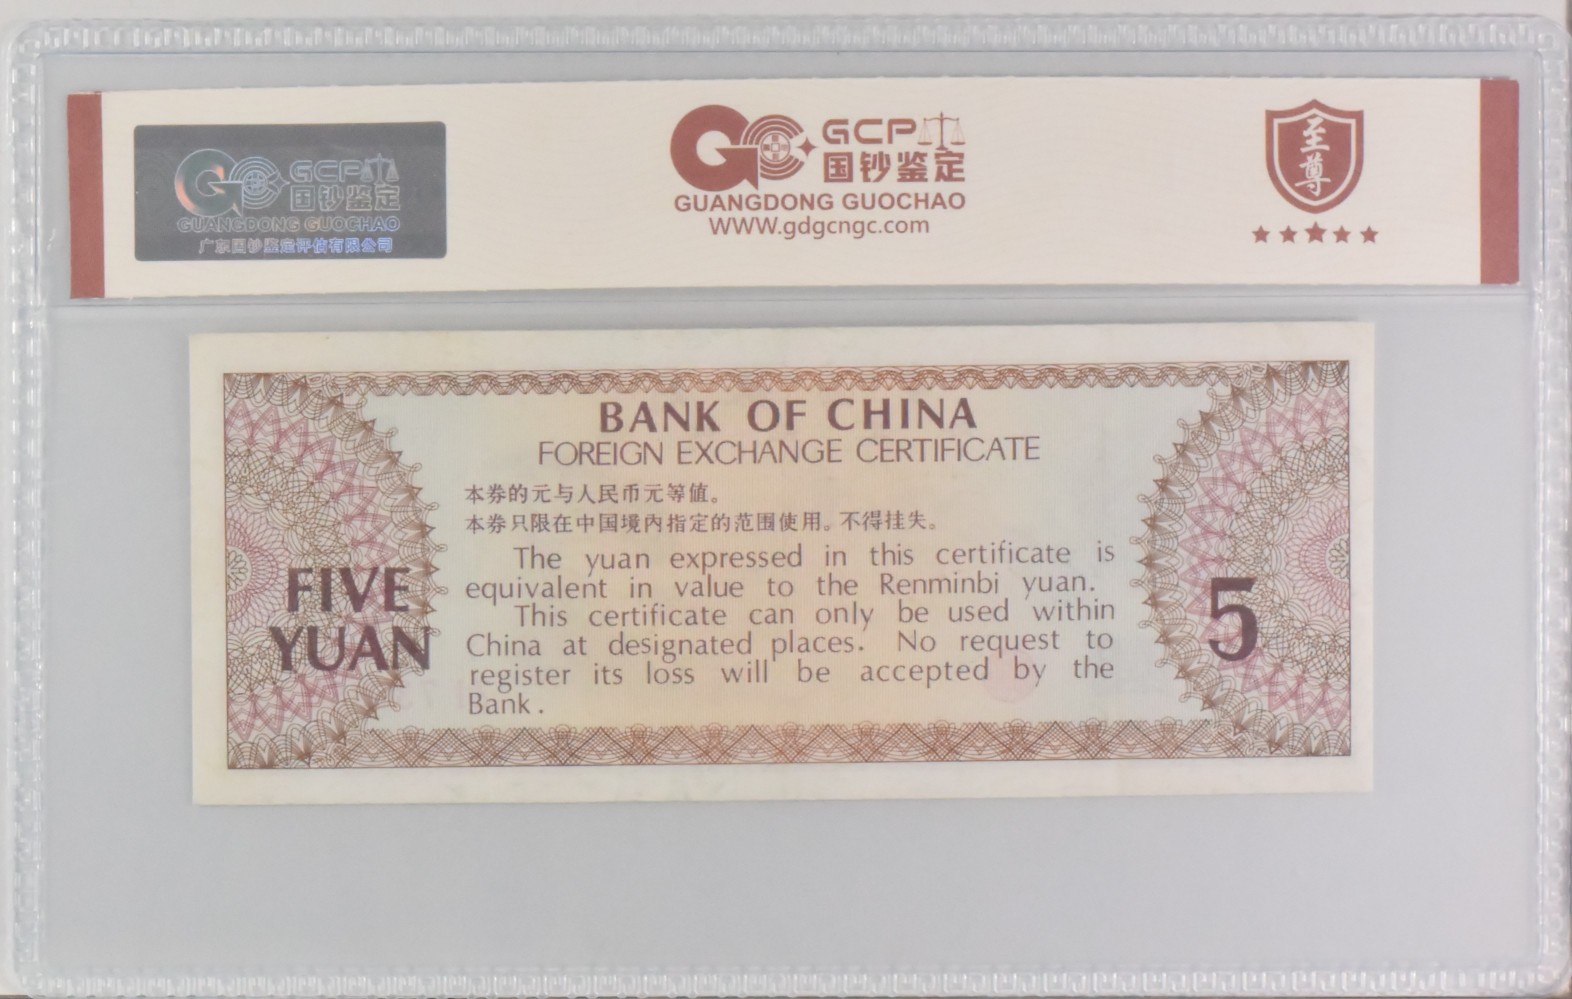 GCP
国钞鉴定
GUANGDONG GUOCHAO
广东国钞鉴定评估有限公司
GCP
国钞鉴定
GUANGDONG GUOCHAO
WWW.gdgcngc.com
至尊
BANK OF CHINA
FOREIGN EXCHANGE CERTIFICATE
本券的元与人民币元等值。
本券只限在中国境内指定的范围使用。不得挂失。
The yuan expressed in this certificate is
equivalent in value to the Renminbi yuan.
This certificate can only be used within
China at designated places. No request to
register its loss will be accepted by the
Bank.
FIVE
YUAN
5